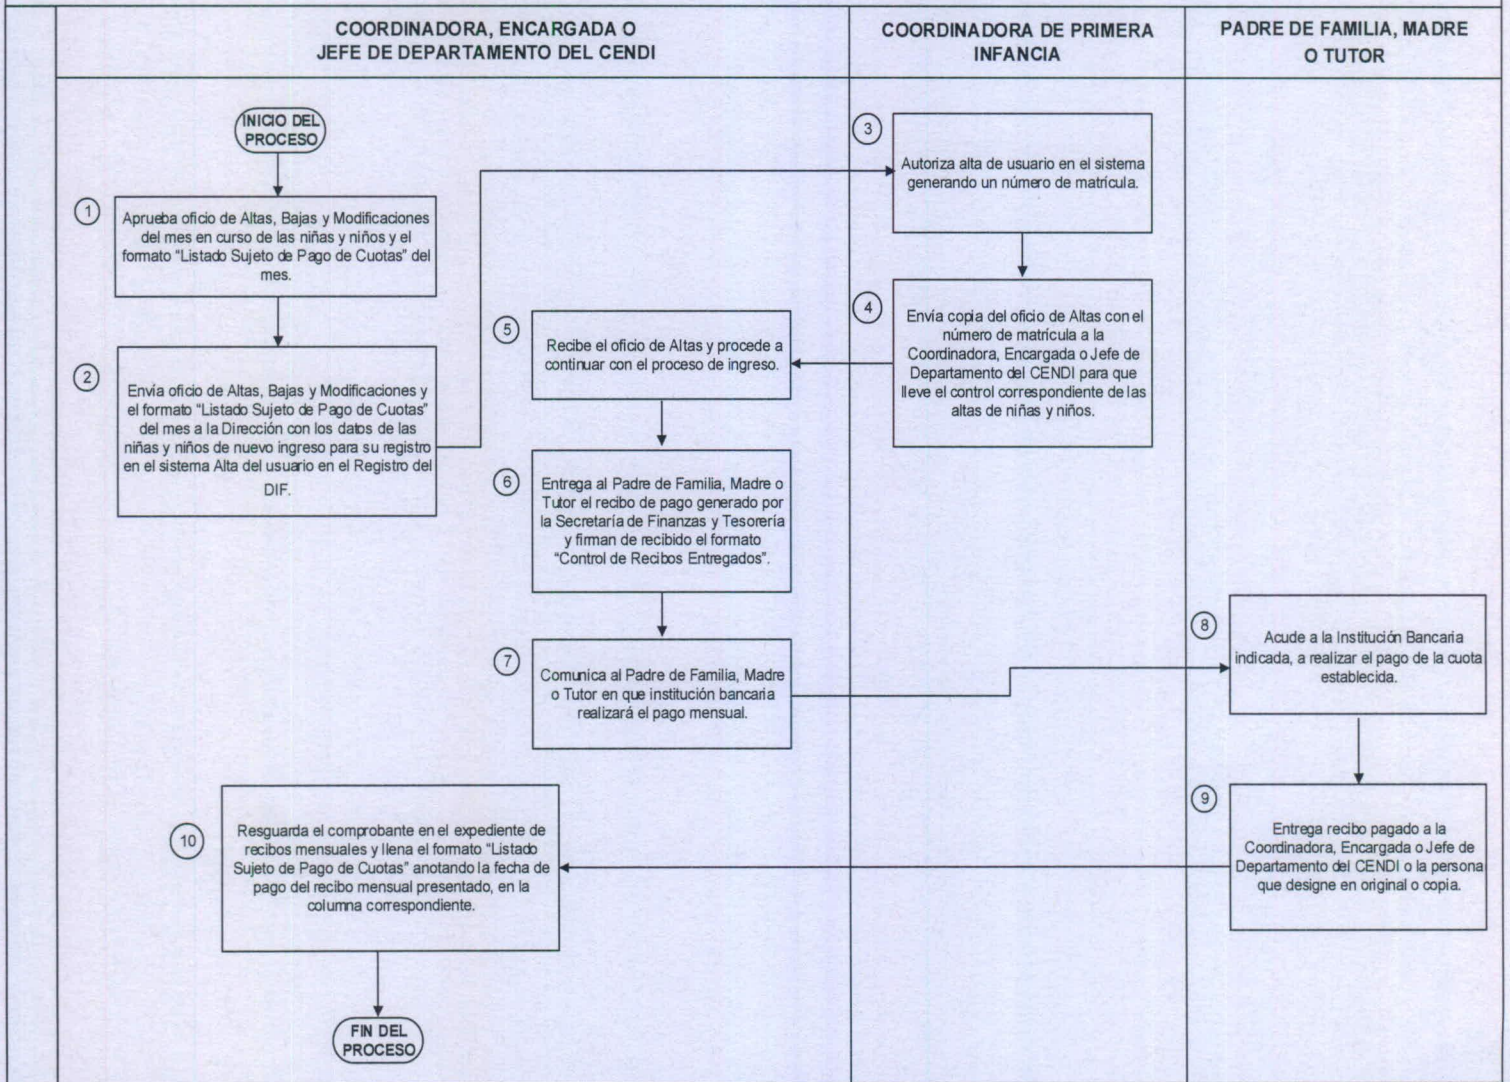 COORDINADORA, ENCARGADA O
JEFE DE DEPARTAMENTO DEL CENDI
COORDINADORA DE PRIMERA
INFANCIA
PADRE DE FAMILIA, MADRE
O TUTOR
INICIO DEL
PROCESO
1
Aprueba oficio de Altas, Bajas y Modificaciones
del mes en curso de las niñas y niños y el
formato “Listado Sujeto de Pago de Cuotas” del
mes.
2
Envía oficio de Altas, Bajas y Modificaciones y
el formato “Listado Sujeto de Pago de Cuotas”
del mes a la Dirección con los datos de las
niñas y niños de nuevo ingreso para su registro
en el sistema Alta del usuario en el Registro del
DIF.
3
Autoriza alta de usuario en el sistema
generando un número de matrícula.
4
Envía copia del oficio de Altas con el
número de matrícula a la
Coordinadora, Encargada o Jefe de
Departamento del CENDI para que
lleve el control correspondiente de las
altas de niñas y niños.
5
Recibe el oficio de Altas y procede a
continuar con el proceso de ingreso.
6
Entrega al Padre de Familia, Madre o
Tutor el recibo de pago generado por
la Secretaría de Finanzas y Tesorería
y firman de recibido el formato
“Control de Recibos Entregados”.
7
Comunica al Padre de Familia, Madre
o Tutor en que institución bancaria
realizará el pago mensual.
8
Acude a la Institución Bancaria
indicada, a realizar el pago de la cuota
establecida.
9
Entrega recibo pagado a la
Coordinadora, Encargada o Jefe de
Departamento del CENDI o la persona
que designe en original o copia.
10
Resguarda el comprobante en el expediente de
recibos mensuales y llena el formato “Listado
Sujeto de Pago de Cuotas” anotando la fecha de
pago del recibo mensual presentado, en la
columna correspondiente.
FIN DEL
PROCESO